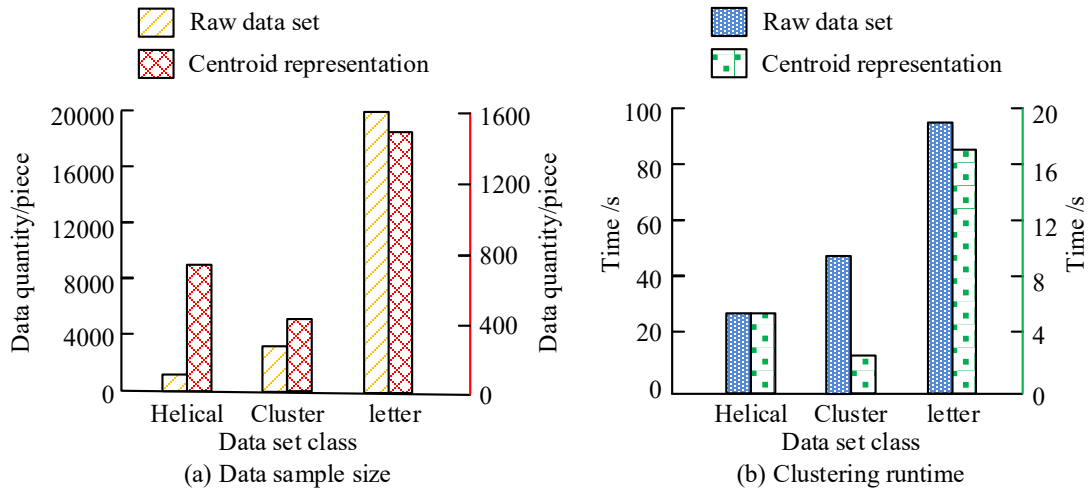 Raw data set
Centroid representation
Data quantity/piece
20000
16000
12000
8000
4000
0
1600
1200
800
400
0
Data quantity/piece
Helical Cluster letter
Data set class
(a) Data sample size
Raw data set
Centroid representation
Time /s
100
80
60
40
20
0
20
16
12
8
4
0
Time /s
Helical Cluster letter
Data set class
(b) Clustering runtime